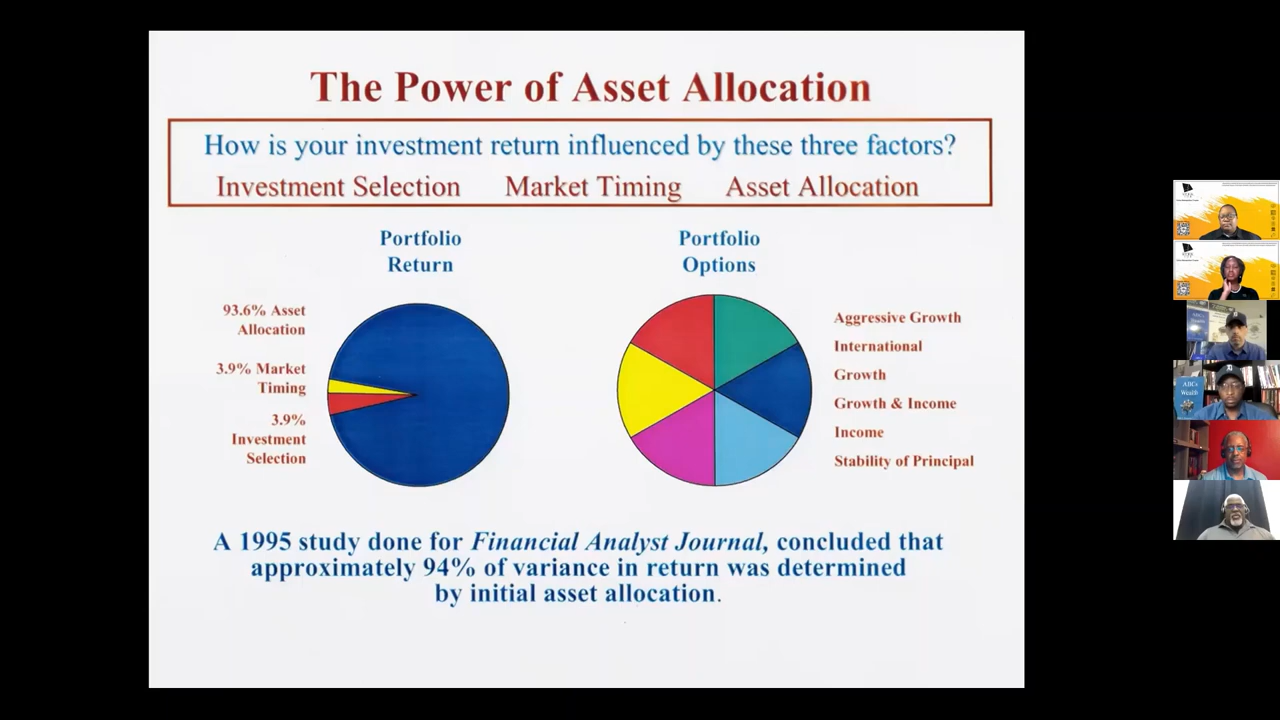 The Power of Asset Allocation
How is your investment return influenced by these three factors?
Investment Selection Market Timing Asset Allocation
Portfolio
Return
93.6% Asset
Allocation
3.9% Market
Timing
3.9%
Investment
Selection
Portfolio
Options
Aggressive Growth
International
Growth
Growth & Income
Income
Stability of Principal
A 1995 study done for Financial Analyst Journal, concluded that
approximately 94% of variance in return was determined
by initial asset allocation.
ABCs
Wealth